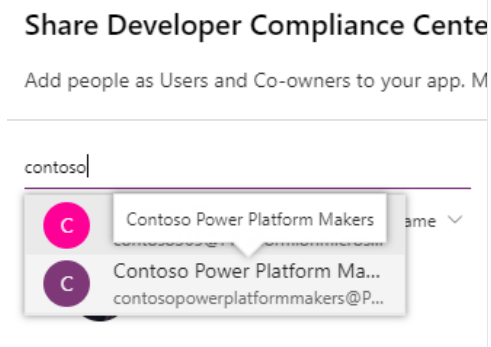 Share Developer Compliance Cente
Add people as Users and Co-owners to your app. M
contoso
C
Contoso Power Platform Makers
ame
C
Contoso Power Platform Ma...
contosopowerplatformmakers@P...